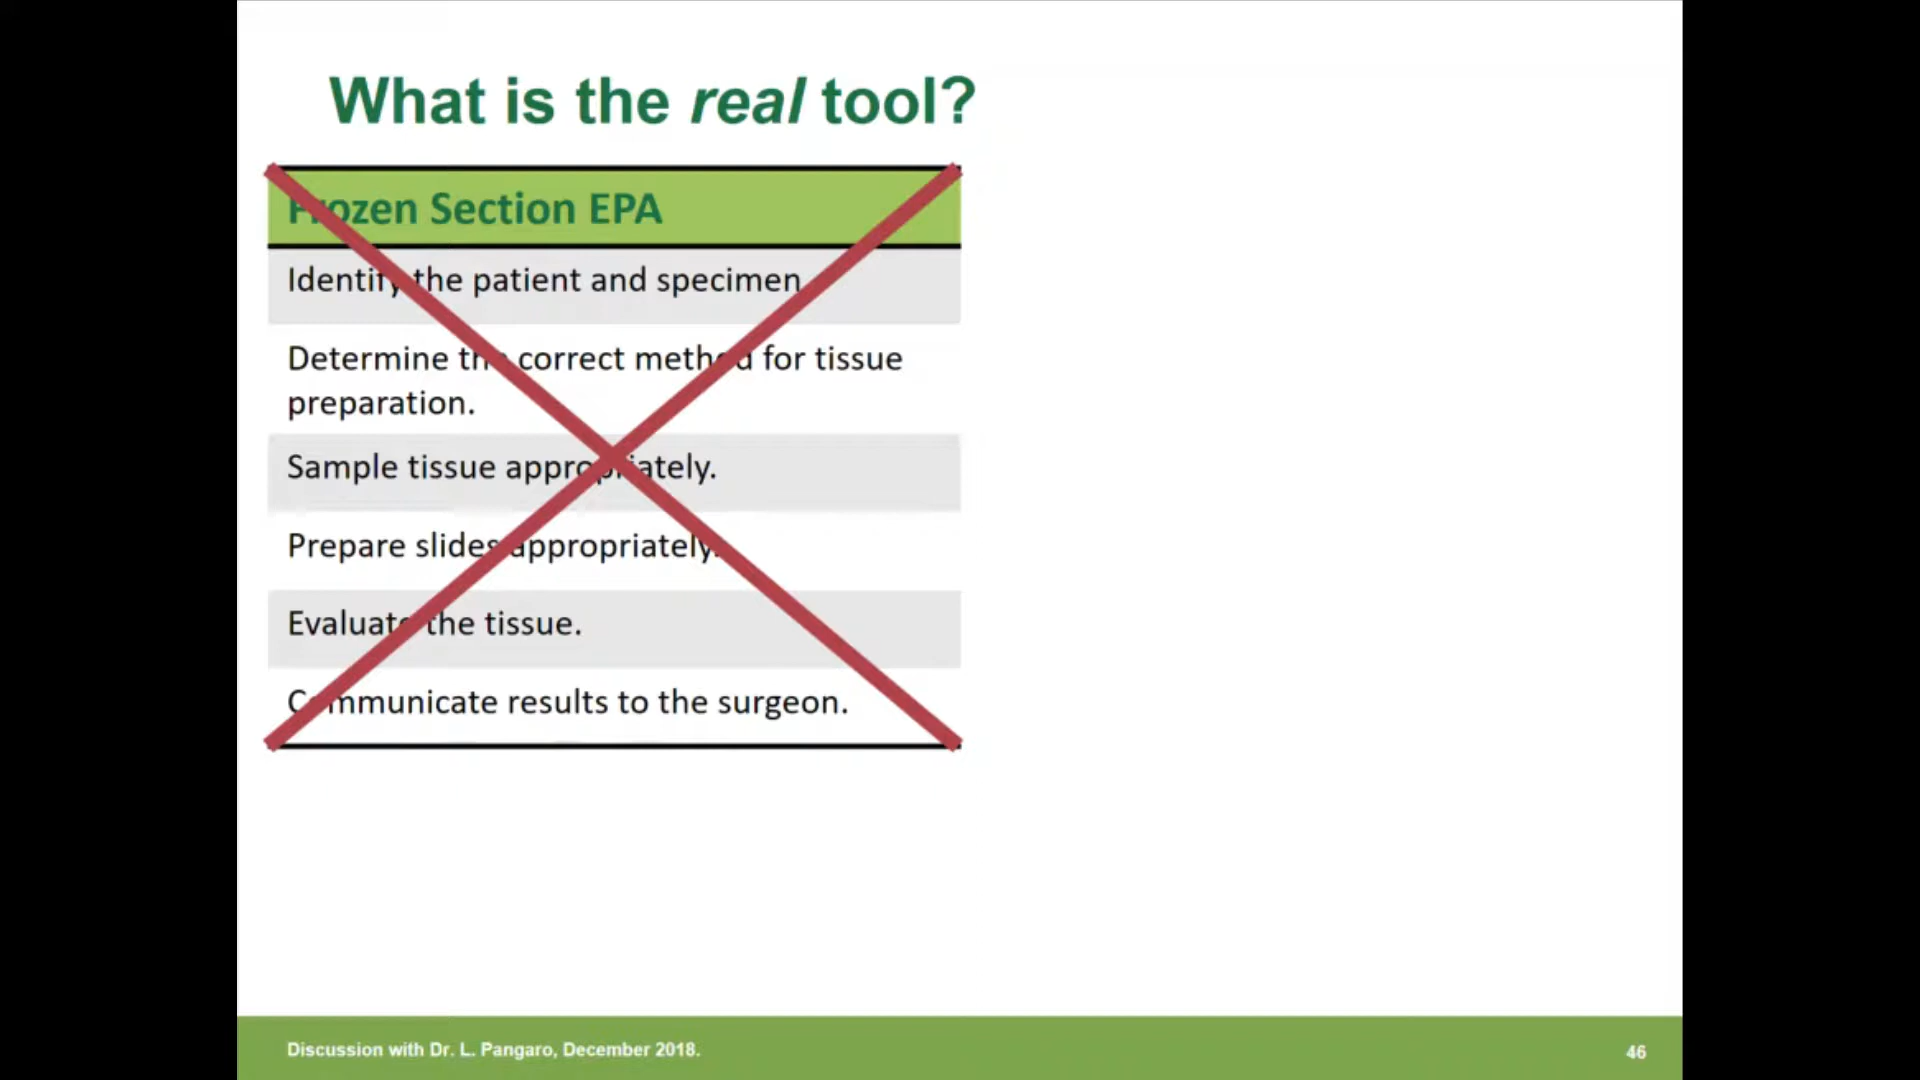 What is the real tool?
Frozen Section EPA
Identify the patient and specimen
Determine the correct method for tissue
preparation.
Sample tissue appropriately.
Prepare slides appropriately.
Evaluate the tissue.
Communicate results to the surgeon.
Discussion with Dr. L. Pangaro, December 2018.
46